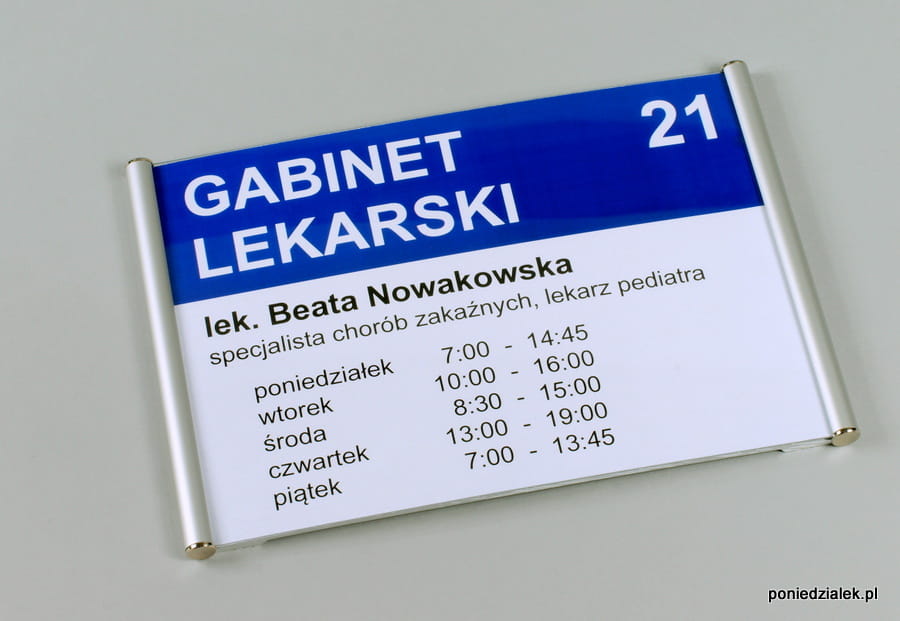 GABINET
LEKARSKI
21
lek. Beata Nowakowska
specjalista chorób zakaźnych, lekarz pediatra
poniedziałek 7:00 - 14:45
wtorek 10:00 - 16:00
środa 8:30 - 15:00
czwartek 13:00 - 19:00
piątek 7:00 - 13:45
poniedzialek.pl